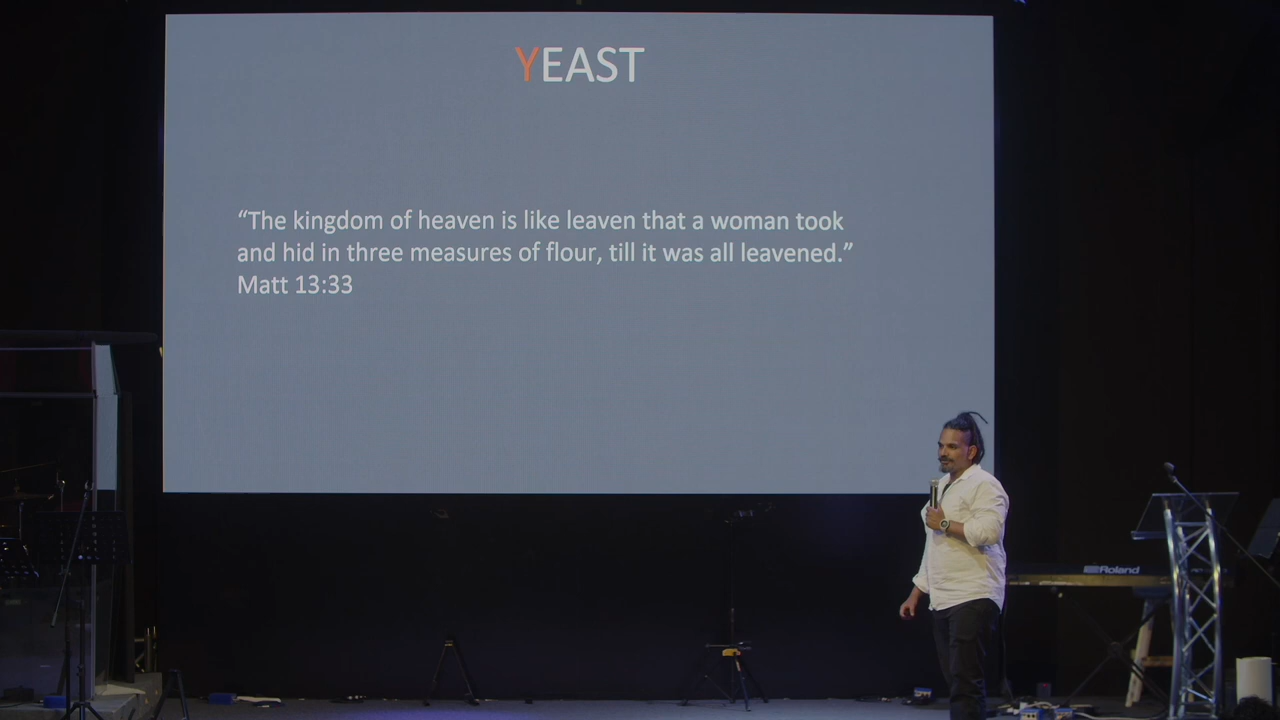 YEAST
“The kingdom of heaven is like leaven that a woman took
and hid in three measures of flour, till it was all leavened.”
Matt 13:33
Roland